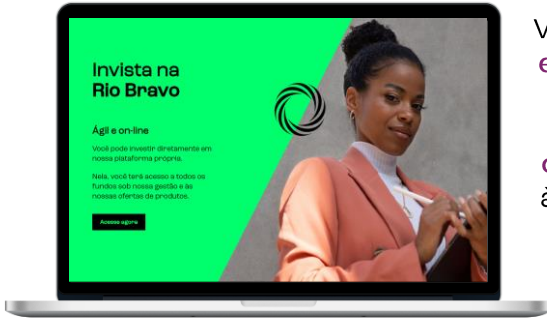 Invista na
Rio Bravo
Ágil e on-line
Você pode investir diretamente em
nossa plataforma própria.
Nela, você terá acesso a todos os
fundos sob nossa gestão e às
nossas ofertas de produtos.
Acesse agora
V
e
c
à